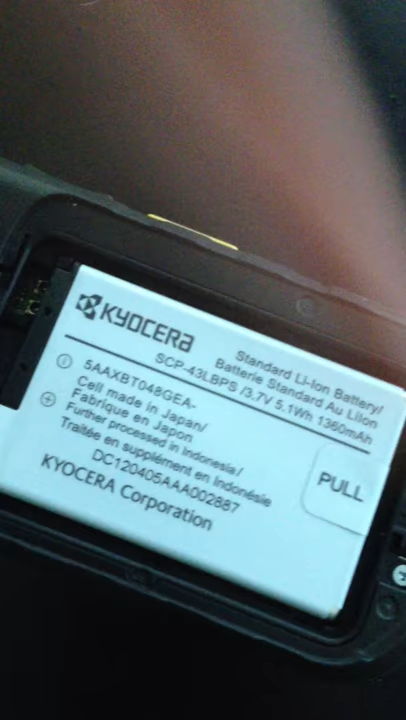 KYOCERA
Standard Li-Ion Battery/
Batterie Standard Au LiIon
SCP-43LBPS /3.7V 5.1Wh 1360mAh
5AAXBT048GEA-
Cell made in Japan/
Fabrique en Japon
Further processed in Indonesia/
Traitée en supplément en Indonésie
DC120405AAA002887
KYOCERA Corporation
PULL